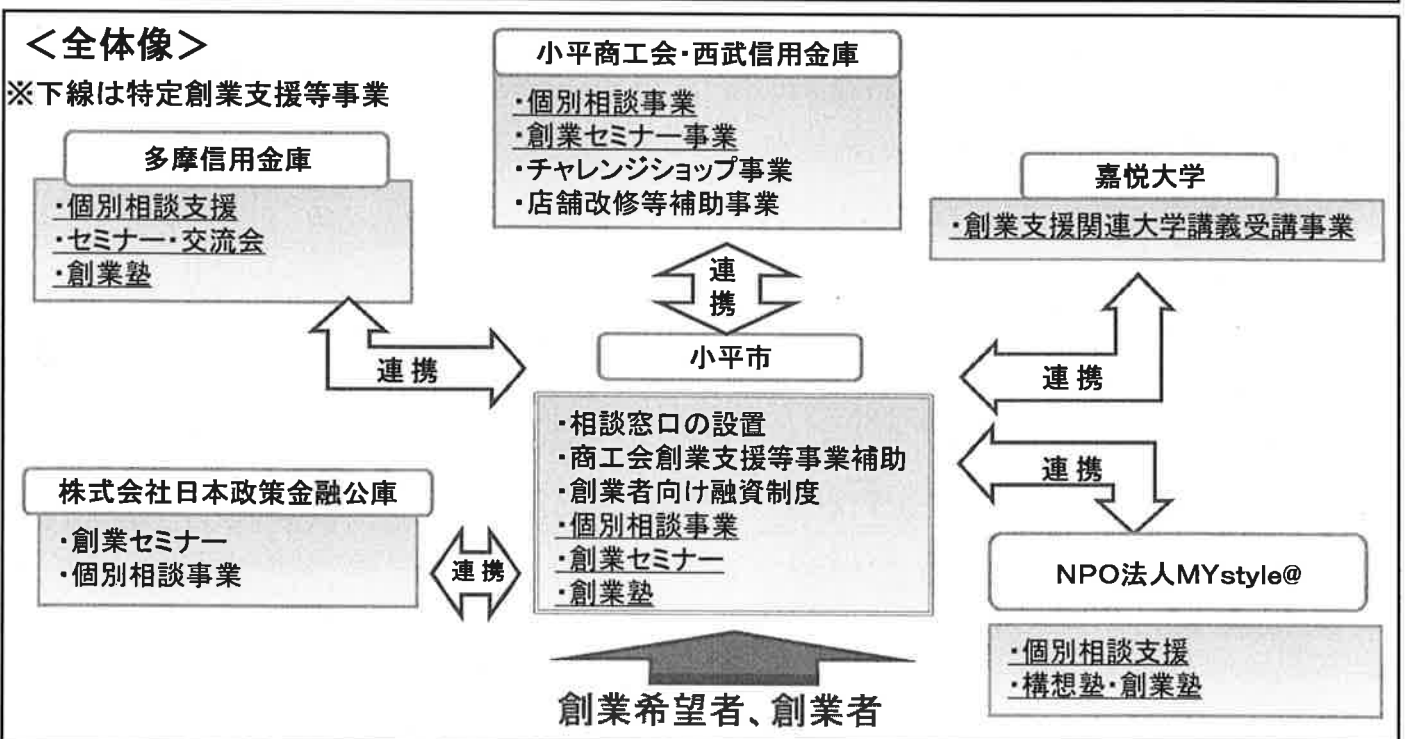 ＜全体像＞
※下線は特定創業支援等事業
小平商工会・西武信用金庫
・個別相談事業
・創業セミナー事業
・チャレンジショップ事業
・店舗改修等補助事業
多摩信用金庫
・個別相談支援
・セミナー・交流会
・創業塾
嘉悦大学
・創業支援関連大学講義受講事業
連携
連携
連携
小平市
・相談窓口の設置
・商工会創業支援等事業補助
・創業者向け融資制度
・個別相談事業
・創業セミナー
・創業塾
連携
株式会社日本政策金融公庫
・創業セミナー
・個別相談事業
連携
NPO法人MYstyle@
・個別相談支援
・構想塾・創業塾
創業希望者、創業者